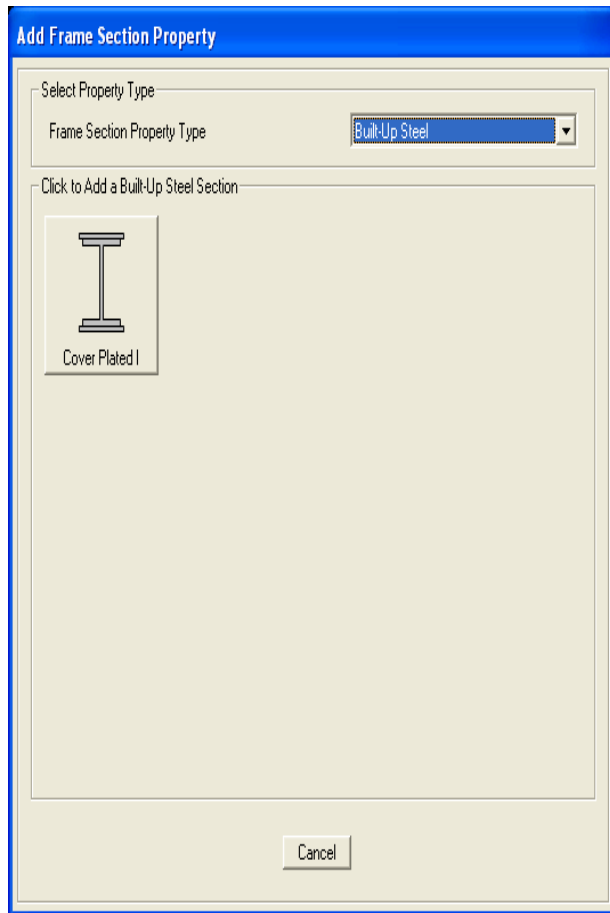 Add Frame Section Property
Select Property Type
Frame Section Property Type
Built-Up Steel
Click to Add a Built-Up Steel Section
Cover Plated I
Cancel